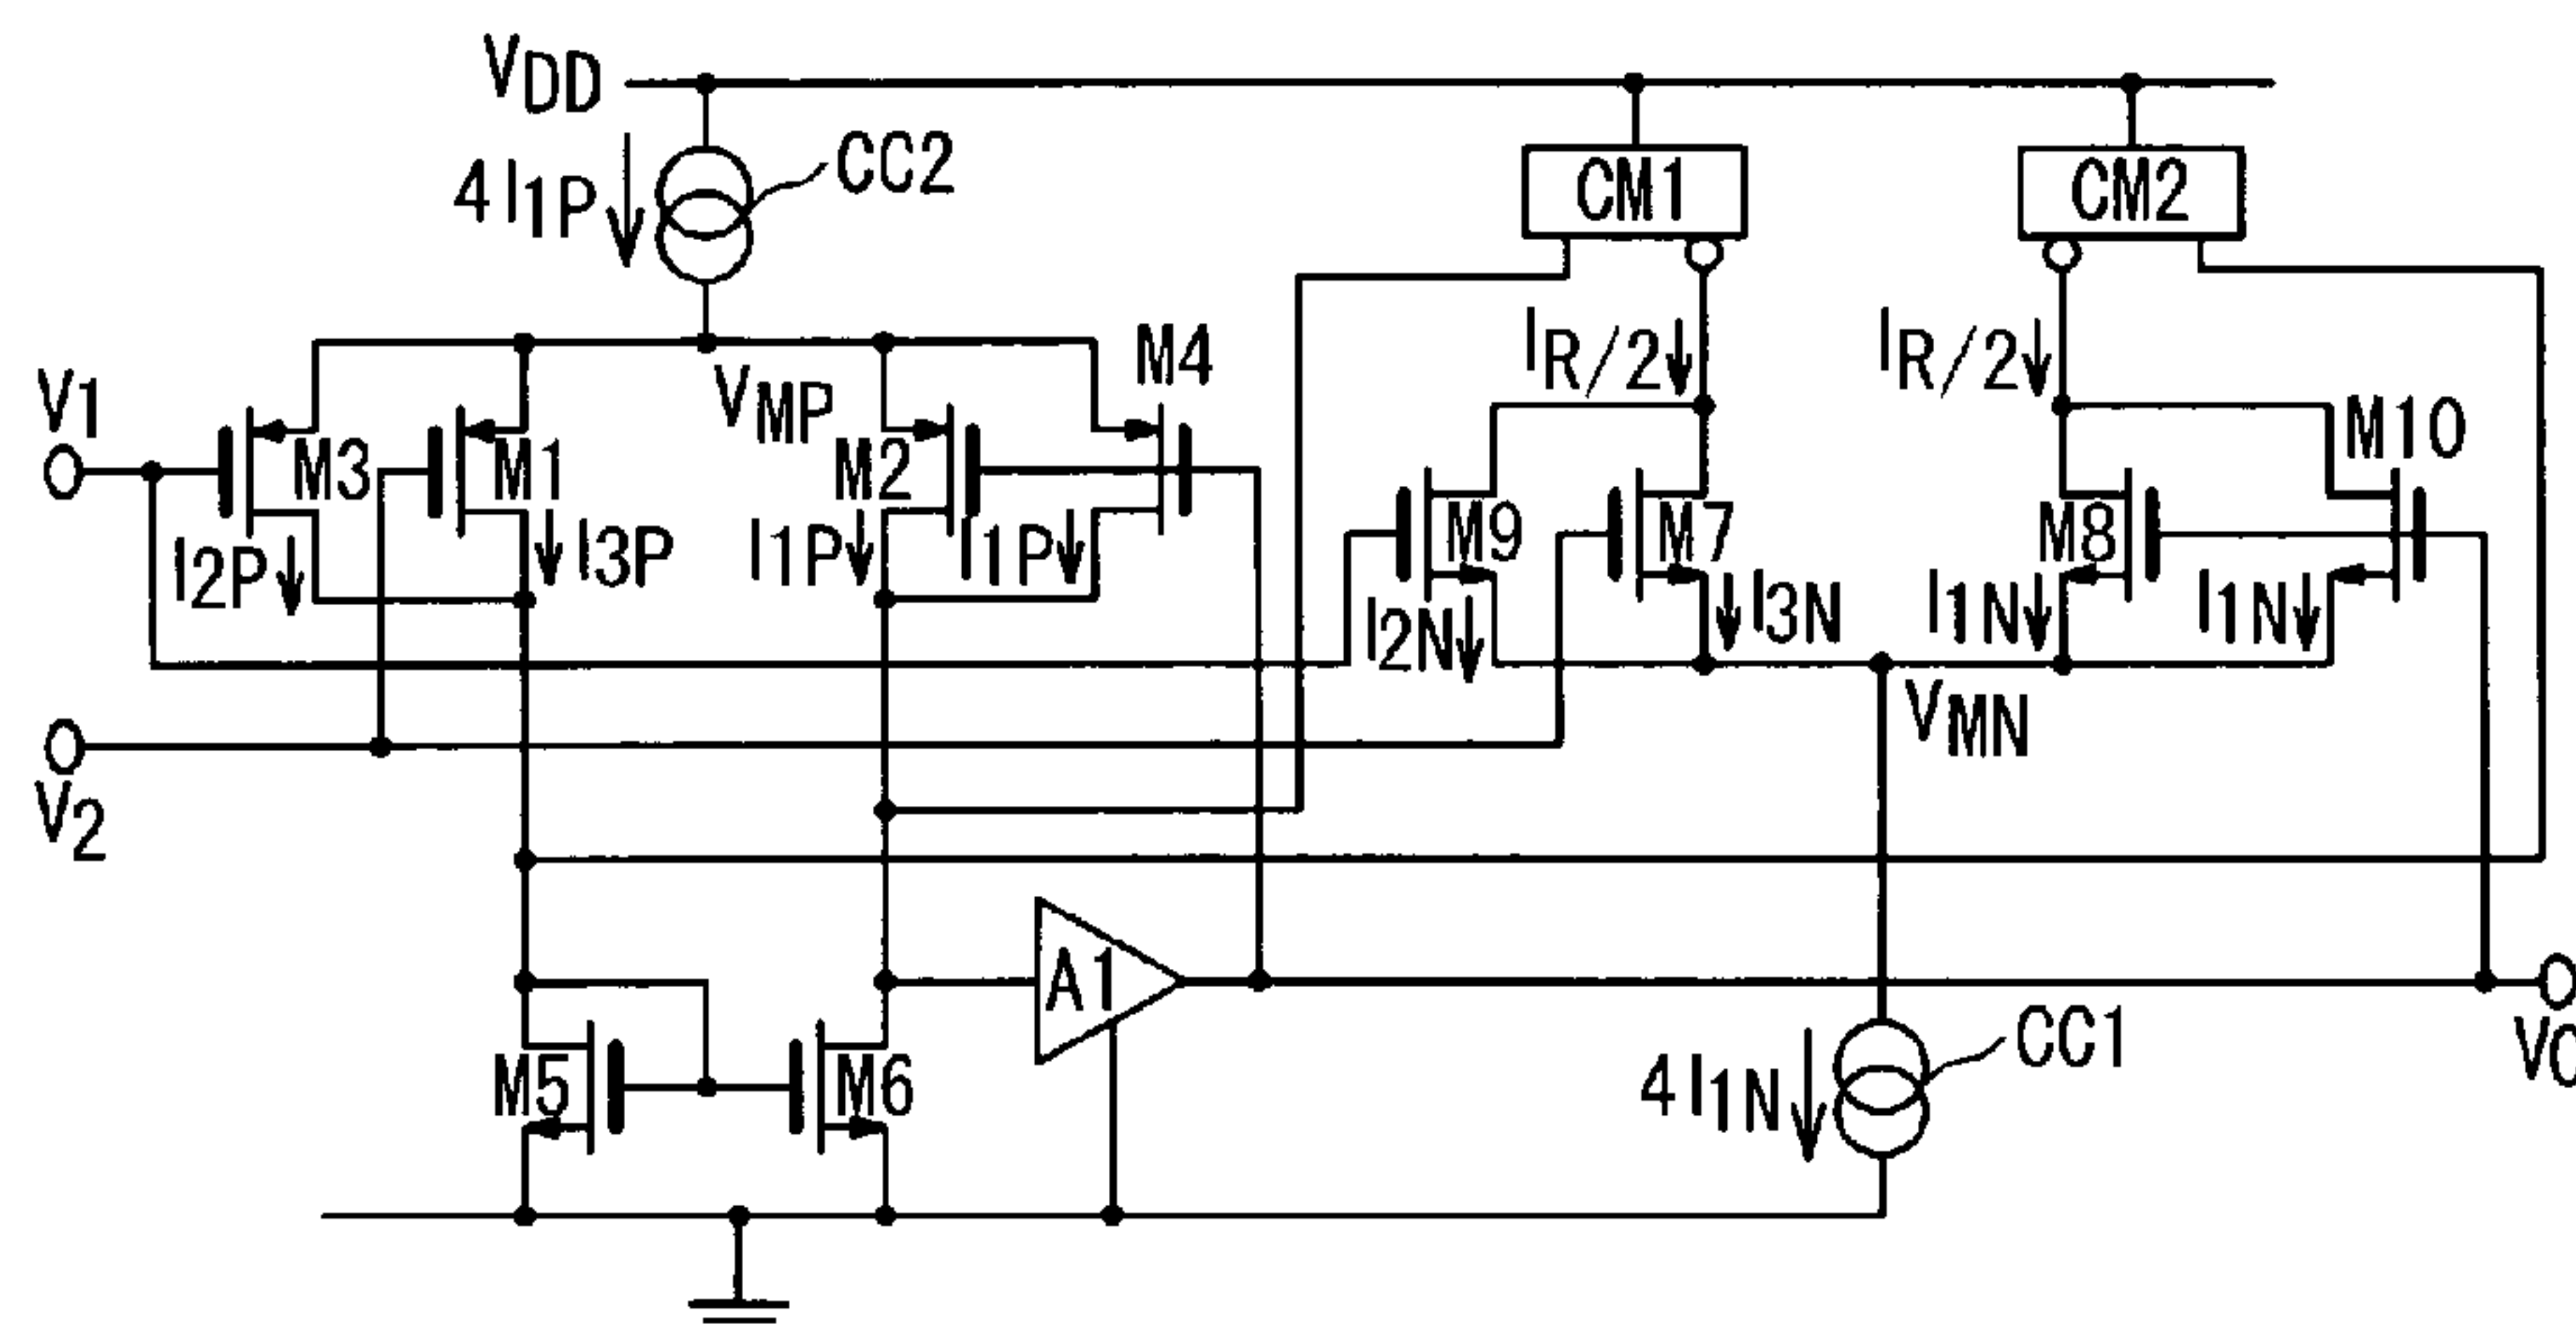 VDD
CC2
4I1P
CM1
CM2
IR/2
IR/2
V1
VMP
M4
M3
M1
M2
M10
M9
M7
M8
I2P
I3P
I1P
I1P
I2N
I3N
I1N
I1N
VMN
V2
A1
M5
M6
4I1N
CC1